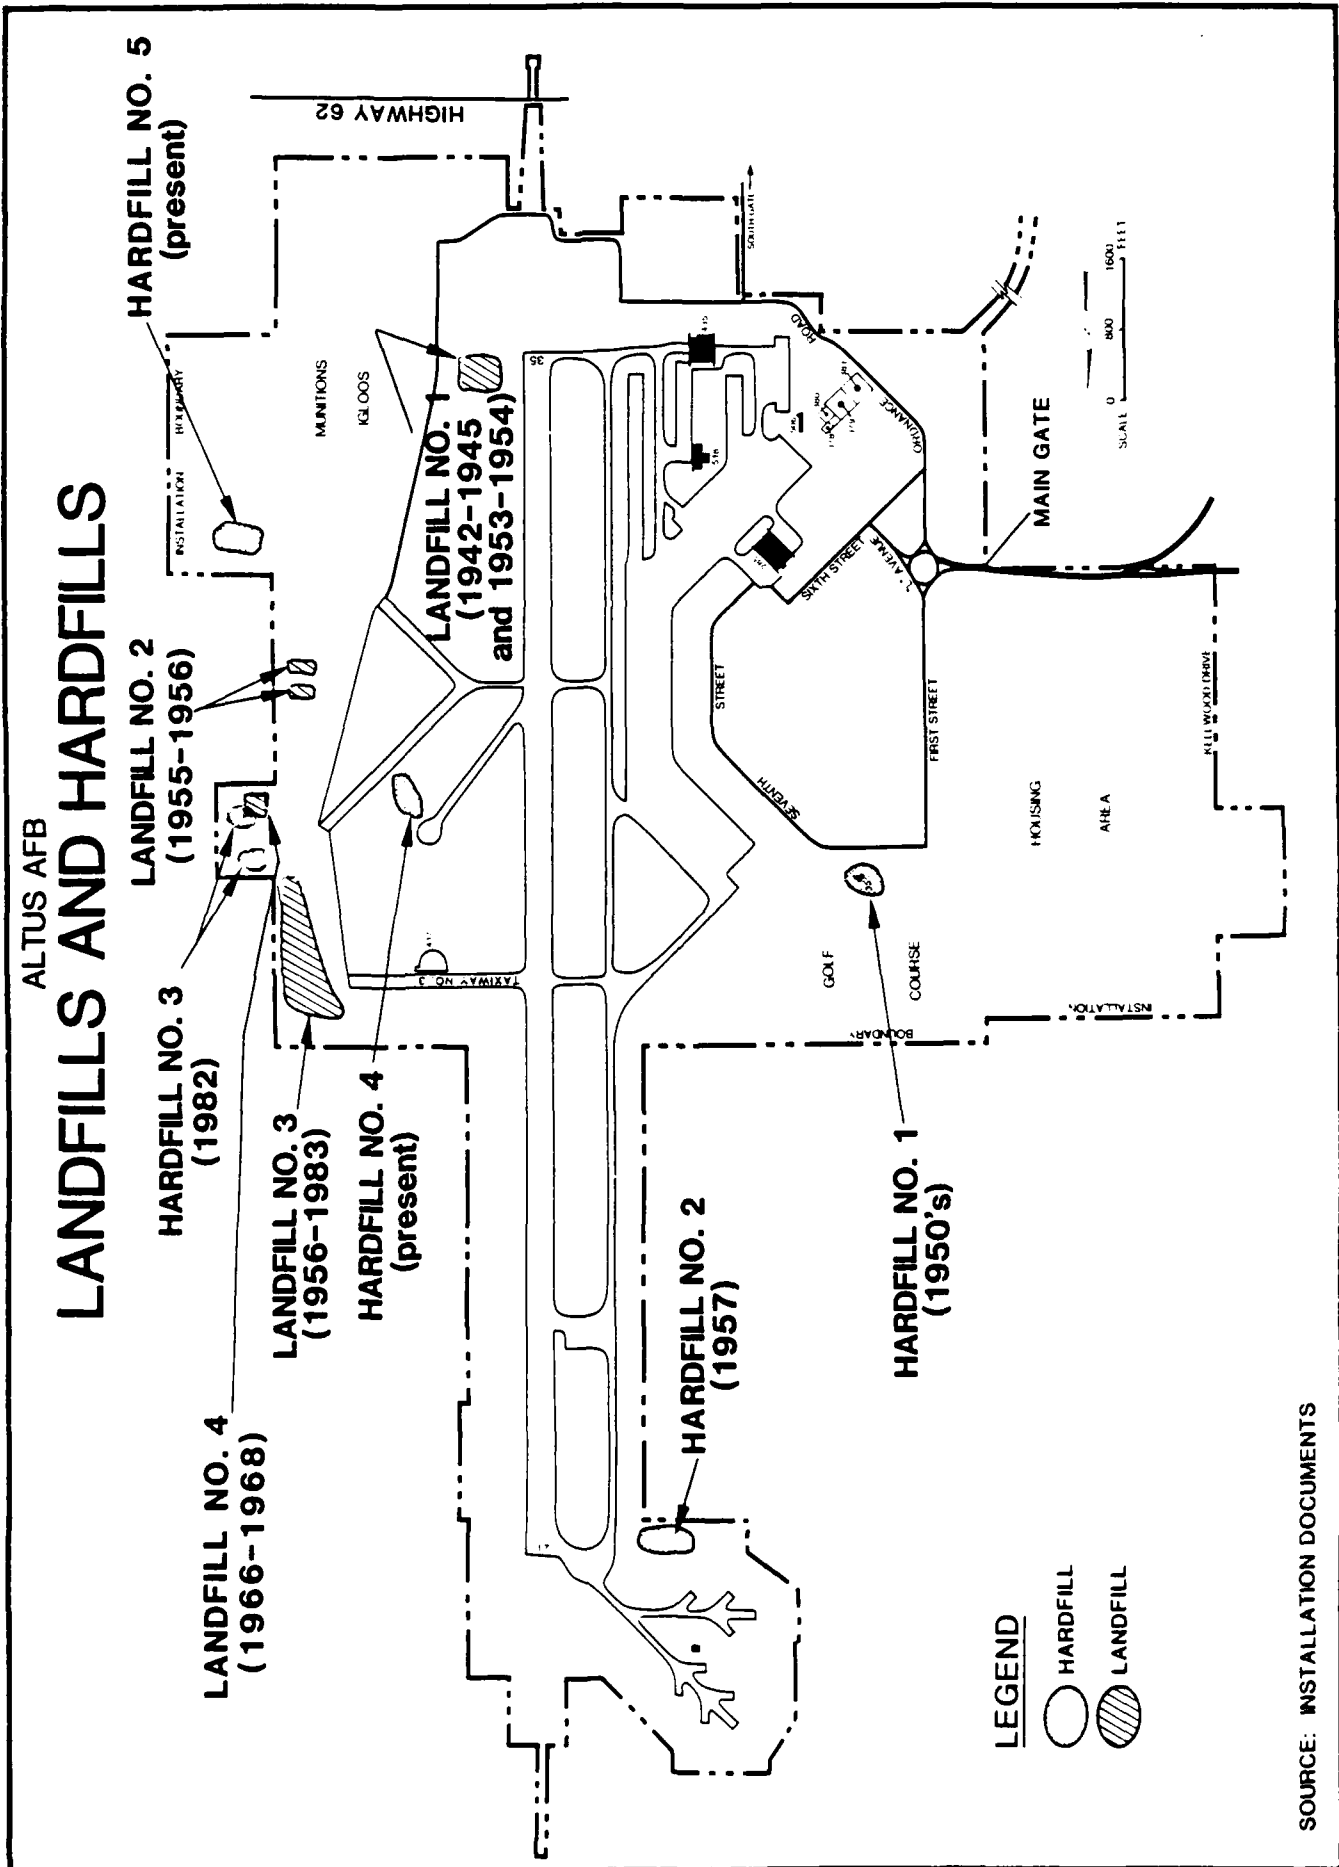 ALTUS AFB
LANDFILLS AND HARDFILLS
LANDFILL NO. 4
(1966-1968)
HARDFILL NO. 3
(1982)
LANDFILL NO. 2
(1955-1956)
HARDFILL NO. 5
(present)
LANDFILL NO. 3
(1956-1983)
HARDFILL NO. 4
(present)
INSTALLATION BOUNDARY
MUNITIONS
IGLOOS
HIGHWAY 62
LANDFILL NO. 1
(1942-1945
and 1953-1954)
TAXIWAY NO. 3
35
17
HARDFILL NO. 2
(1957)
HARDFILL NO. 1
(1950's)
SOUTH GATE
ROAD
ORDNANCE
SIXTH STREET
AVENUE
STREET
SEVENTH
FIRST STREET
GOLF
COURSE
BOUNDARY
INSTALLATION
HOUSING
AREA
KELLWOOD DRIVE
MAIN GATE
SCALE 0 800 1600 FEET
LEGEND
HARDFILL
LANDFILL
SOURCE: INSTALLATION DOCUMENTS